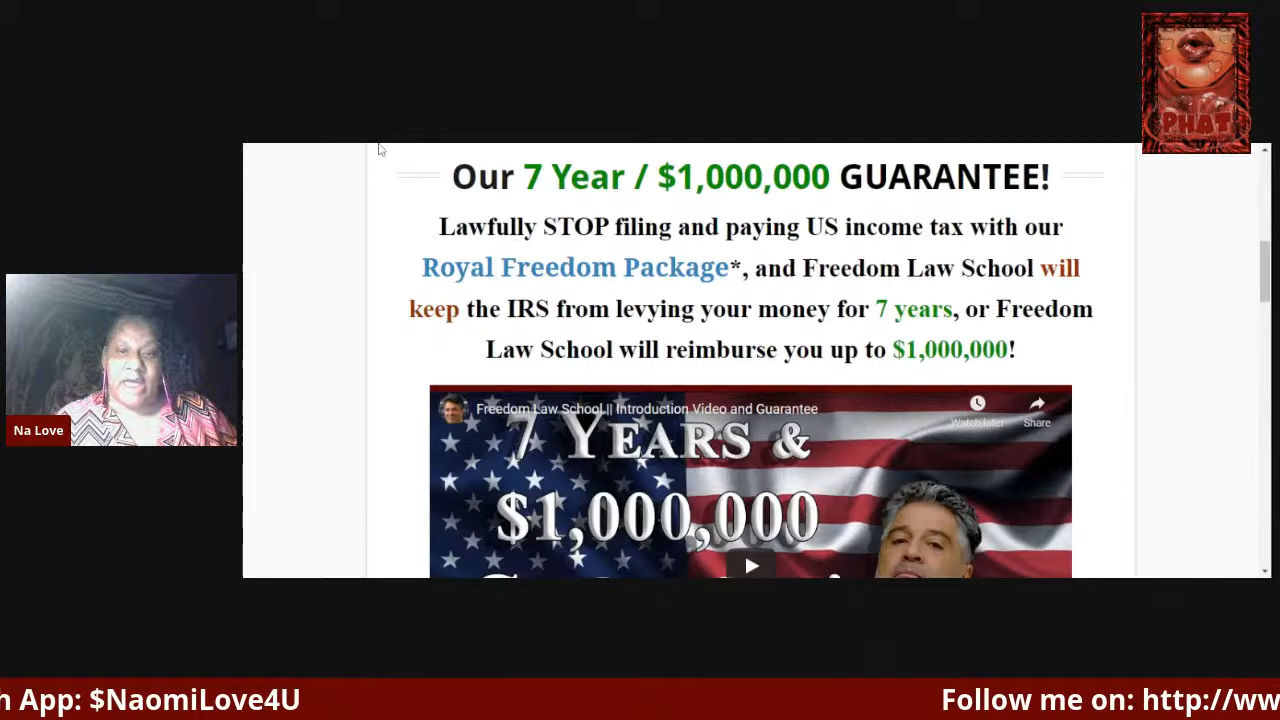 PHAT
Our 7 Year / $1,000,000 GUARANTEE!
Lawfully STOP filing and paying US income tax with our
Royal Freedom Package*, and Freedom Law School will
keep the IRS from levying your money for 7 years, or Freedom
Law School will reimburse you up to $1,000,000!
Freedom Law School || Introduction Video and Guarantee
Watch later
Share
7 YEARS &
$1,000,000
Na Love
h App: $NaomiLove4U
Follow me on: http://ww